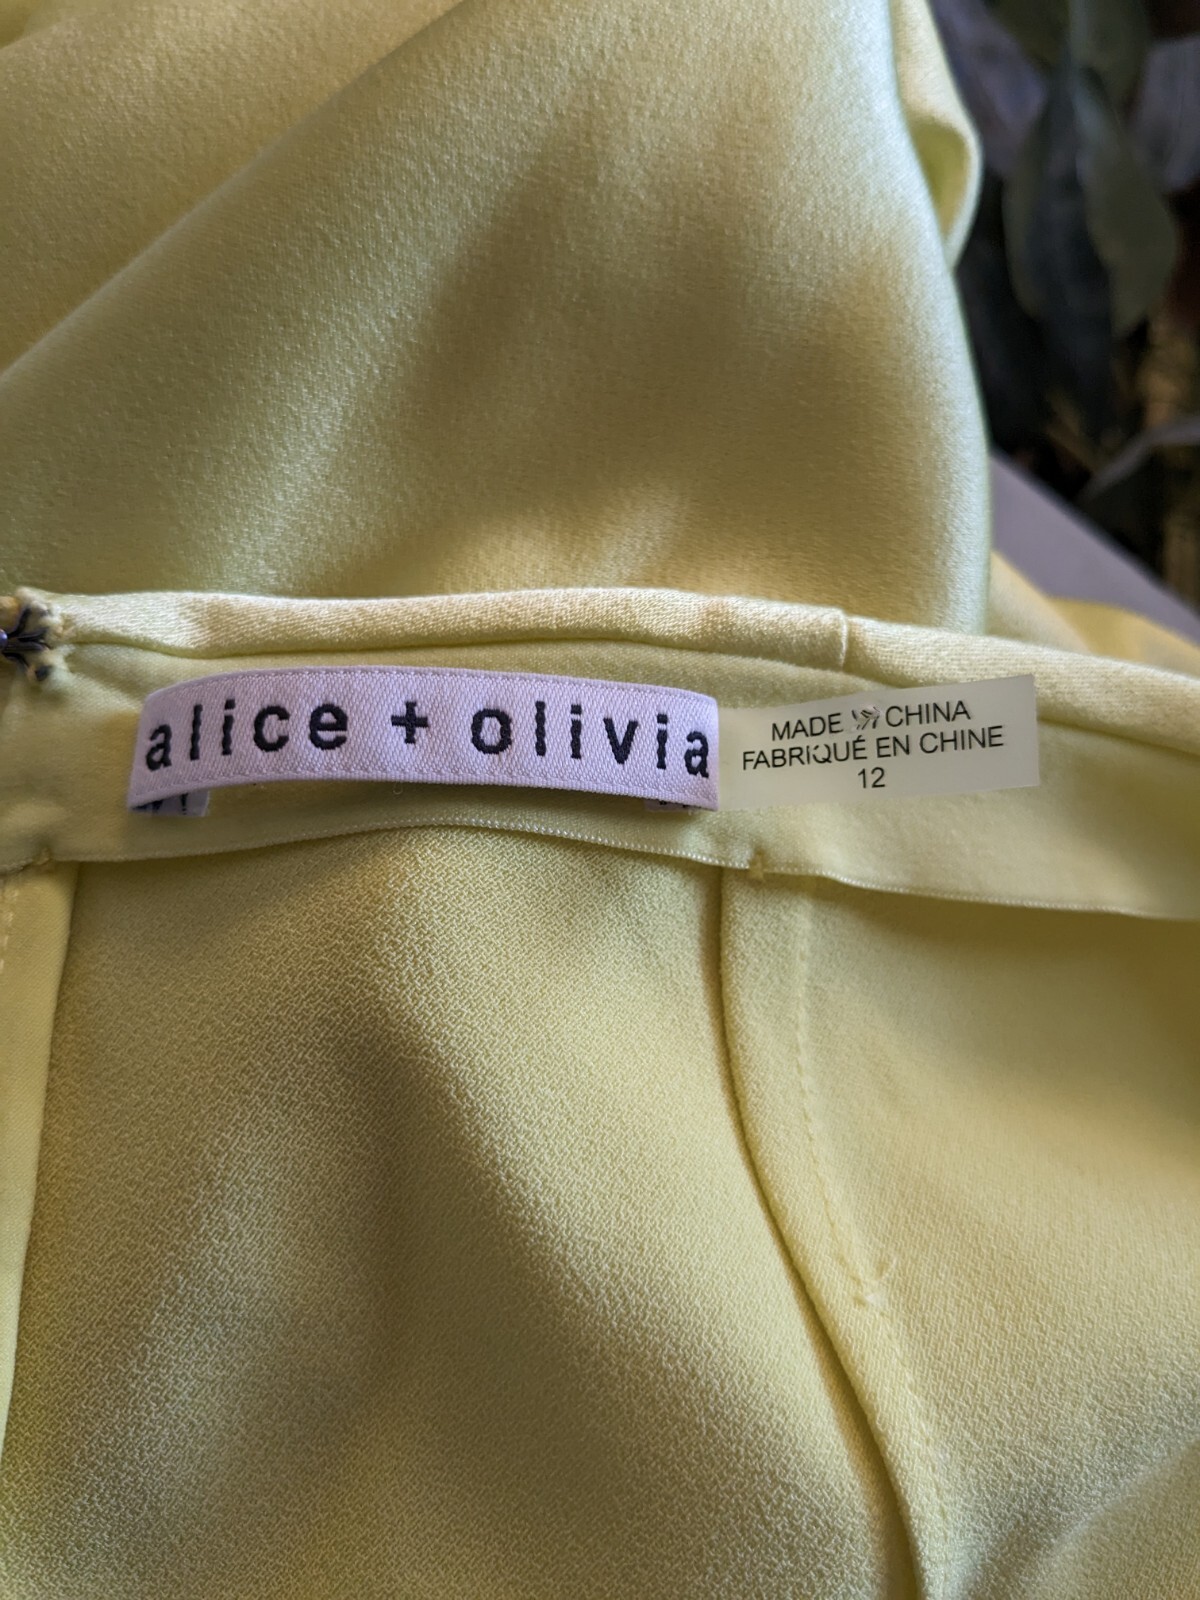 alice + olivia
MADE CHINA
FABRIQUÉ EN CHINE
12